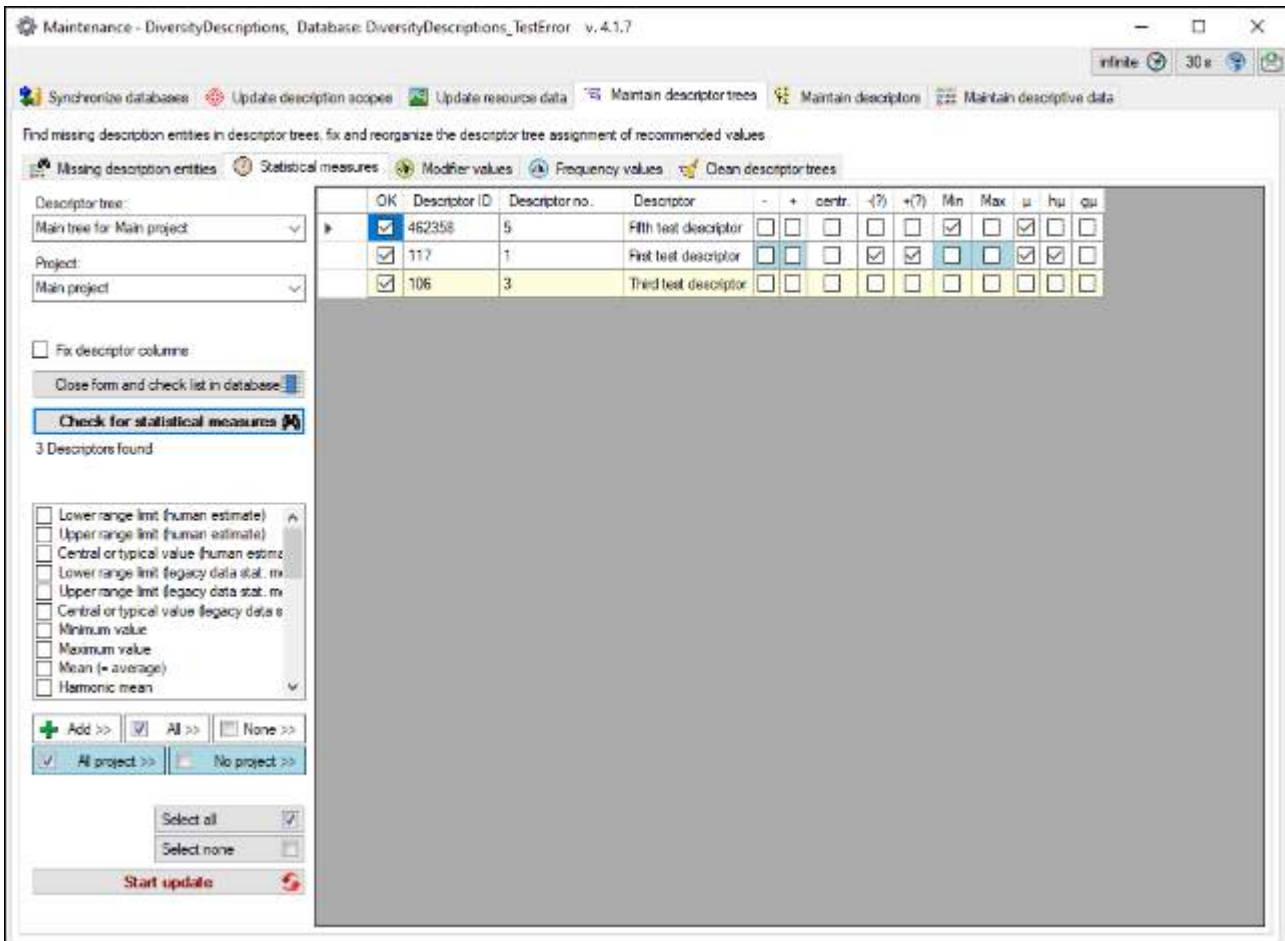 Maintenance - DiversityDescriptions, Database: DiversityDescriptions_TestError v. 4.1.7
infinite 30 s
Synchronize databases Update description scopes Update resource data Maintain descriptor trees Maintain descriptors Maintain descriptive data
Find missing description entities in descriptor trees, fix and reorganize the descriptor tree assignment of recommended values
Missing description entities Statistical measures Modifier values Frequency values Clean descriptor trees
Descriptor tree:
Main tree for Main project
Project:
Main project
Fix descriptor columns
Close form and check list in database
Check for statistical measures
3 Descriptors found
Lower range limit (human estimate)
Upper range limit (human estimate)
Central or typical value (human estima
Lower range limit (legacy data stat. me
Upper range limit (legacy data stat. me
Central or typical value (legacy data s
Minimum value
Maximum value
Mean (= average)
Harmonic mean
Add >> All >> None >>
All project >> No project >>
Select all
Select none
Start update
OK Descriptor ID Descriptor no. Descriptor - + centr. -(?) +(?) Min Max µ hµ gµ
462358 5 Fifth test descriptor
117 1 First test descriptor
106 3 Third test descriptor